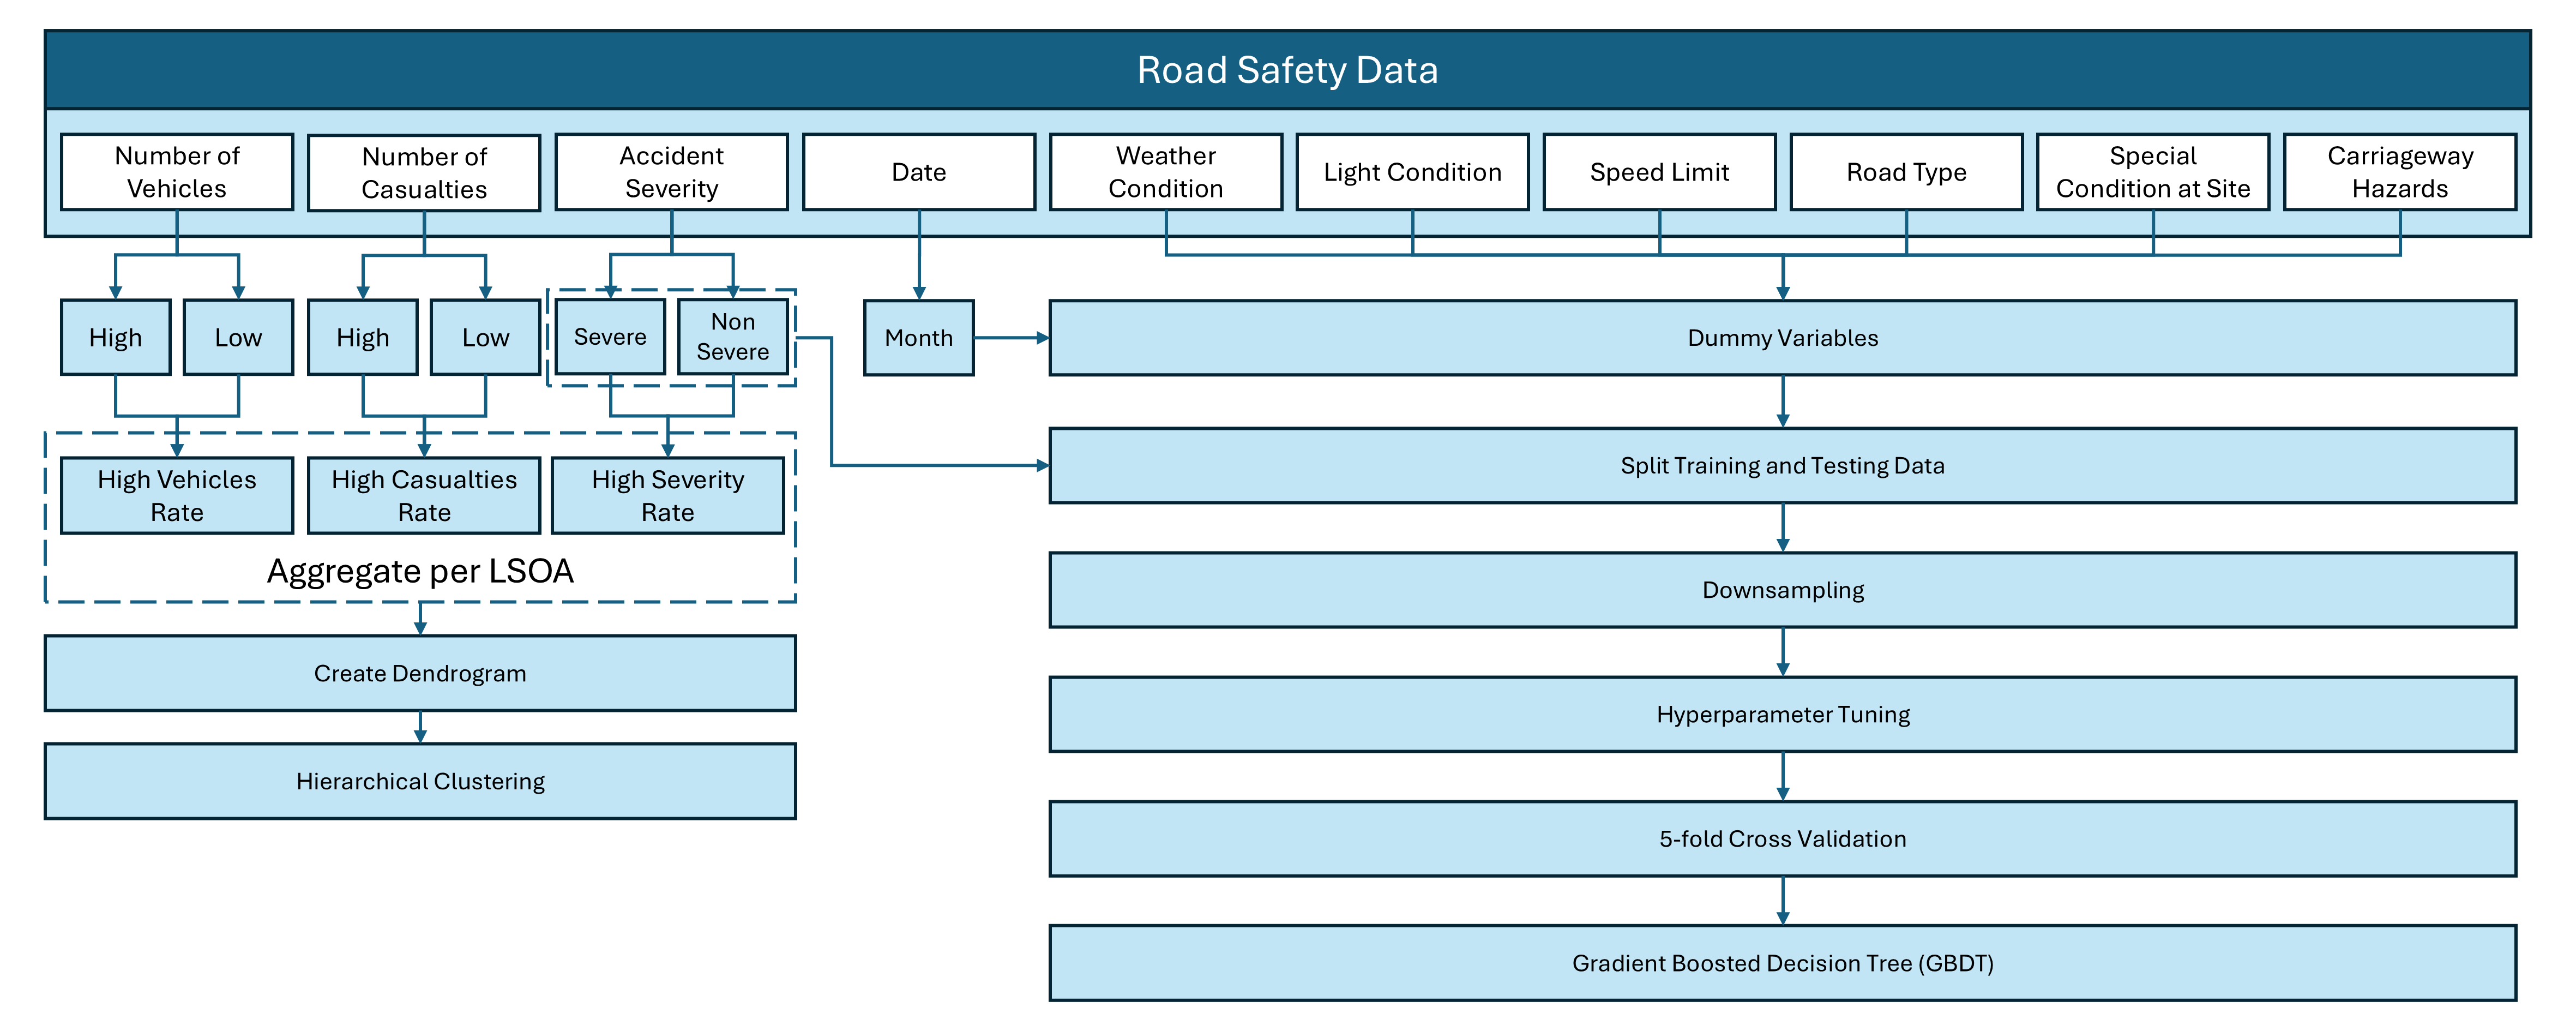 Road Safety Data
Number of
Vehicles
Number of
Casualties
Accident
Severity
Date
Weather
Condition
Light Condition
Speed Limit
Road Type
Special
Condition at Site
Carriageway
Hazards
High
Low
High
Low
Severe
Non
Severe
Month
Dummy Variables
High Vehicles
Rate
High Casualties
Rate
High Severity
Rate
Aggregate per LSOA
Create Dendrogram
Hierarchical Clustering
Split Training and Testing Data
Downsampling
Hyperparameter Tuning
5-fold Cross Validation
Gradient Boosted Decision Tree (GBDT)